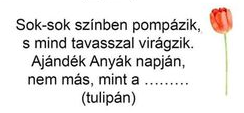 Sok-sok színben pompázik,
s mind tavasszal virágzik.
Ajándék Anyák napján,
nem más, mint a .........
(tulipán)